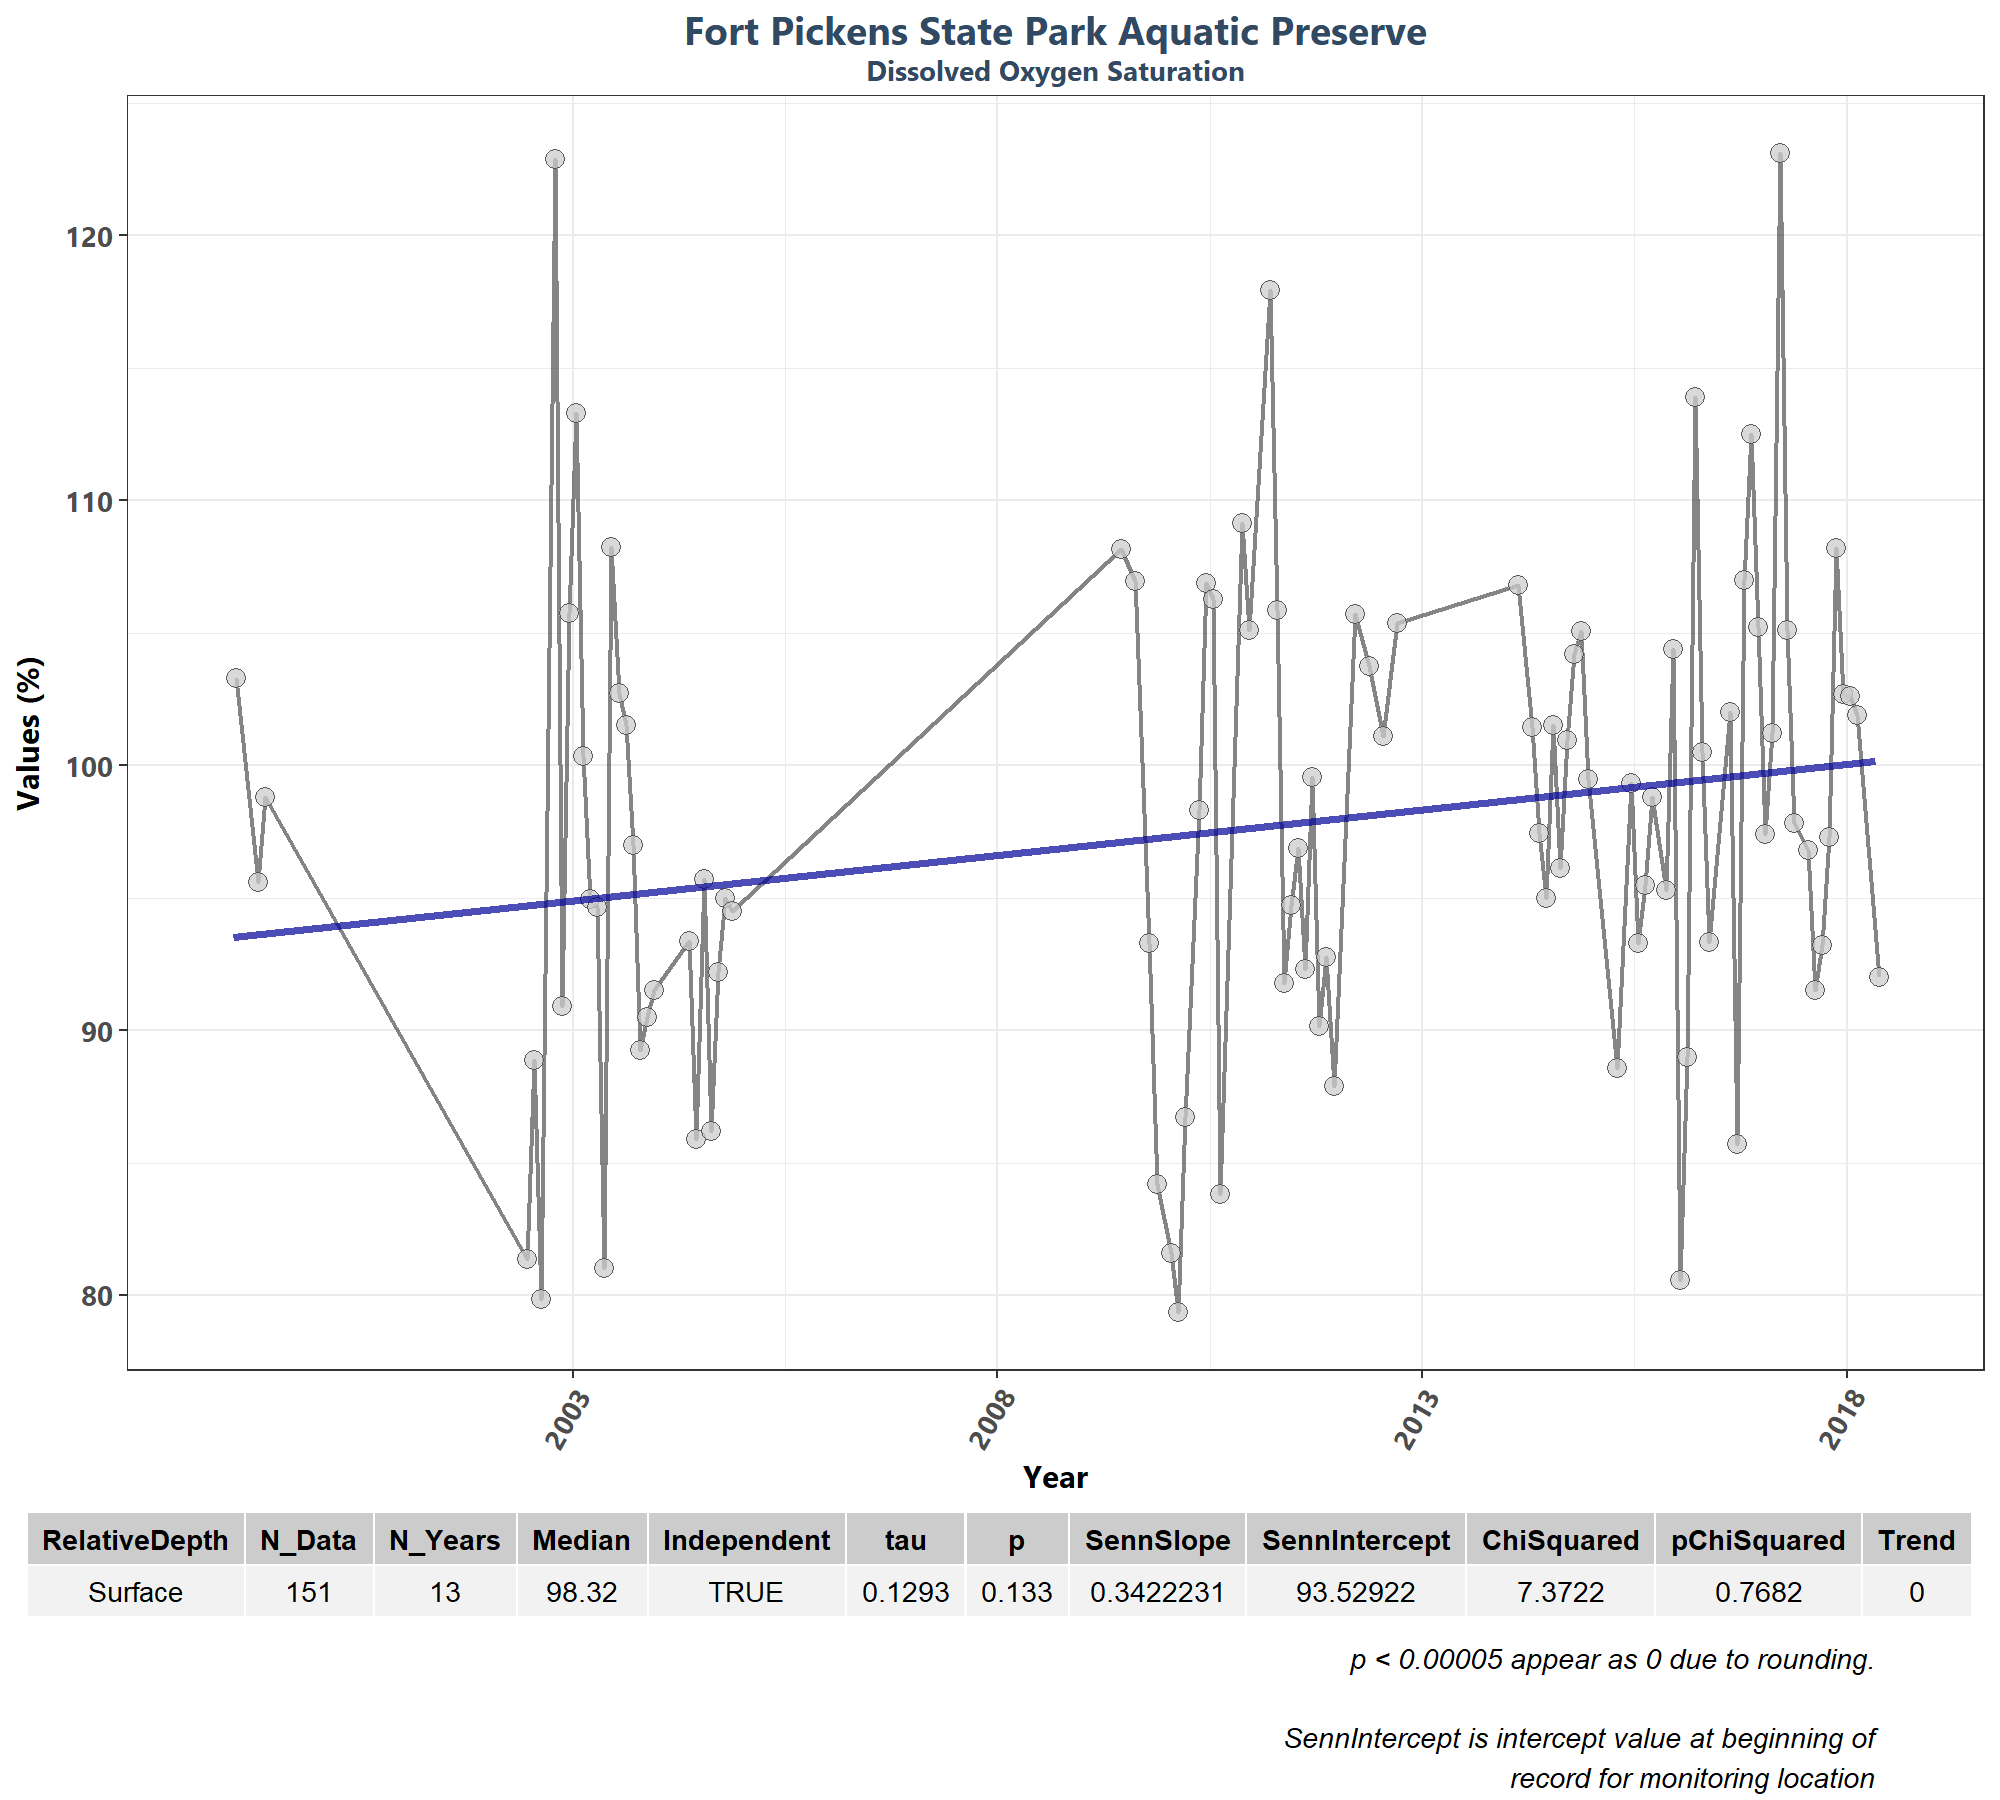 Fort Pickens State Park Aquatic Preserve
Dissolved Oxygen Saturation
Values (%)
120
110
100
90
80
2003
2008
2013
2018
Year
RelativeDepth N_Data N_Years Median Independent tau p SennSlope SennIntercept ChiSquared pChiSquared Trend
Surface 151 13 98.32 TRUE 0.1293 0.133 0.3422231 93.52922 7.3722 0.7682 0
p < 0.00005 appear as 0 due to rounding.
SennIntercept is intercept value at beginning of
record for monitoring location